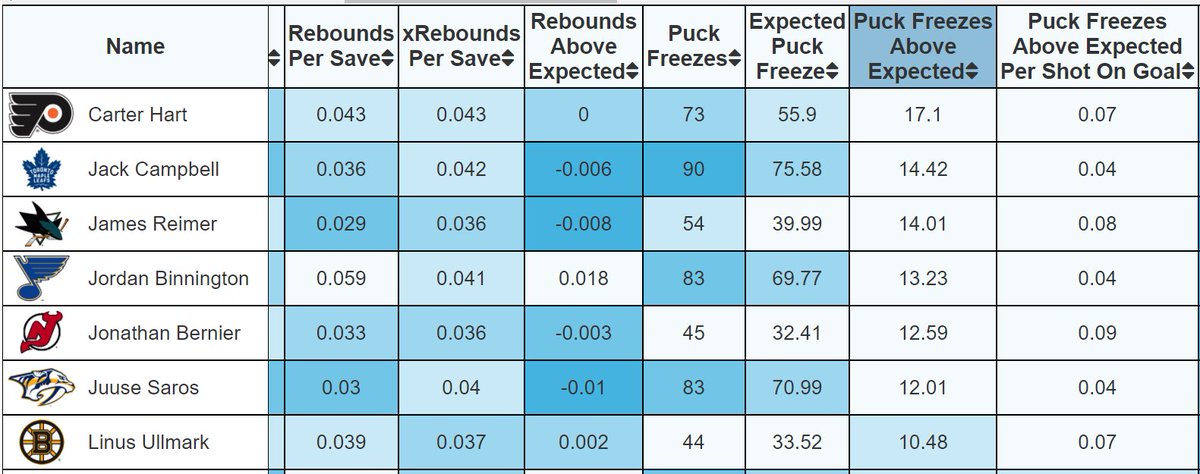 Name Rebounds Per Save xRebounds Per Save Rebounds Above Expected Puck Freezes Expected Puck Freeze Puck Freezes Above Expected Puck Freezes Above Expected Per Shot On Goal
Carter Hart 0.043 0.043 0 73 55.9 17.1 0.07
TORONTO MAPLE LEAFS Jack Campbell 0.036 0.042 -0.006 90 75.58 14.42 0.04
James Reimer 0.029 0.036 -0.008 54 39.99 14.01 0.08
Jordan Binnington 0.059 0.041 0.018 83 69.77 13.23 0.04
Jonathan Bernier 0.033 0.036 -0.003 45 32.41 12.59 0.09
Juuse Saros 0.03 0.04 -0.01 83 70.99 12.01 0.04
B Linus Ullmark 0.039 0.037 0.002 44 33.52 10.48 0.07